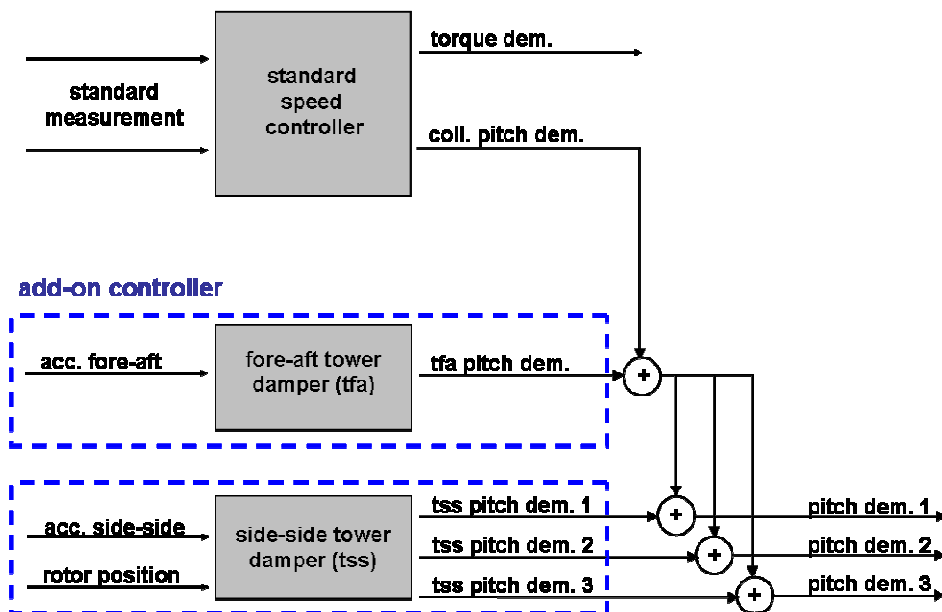 torque dem.
standard
measurement
standard
speed
controller
coll. pitch dem.
add-on controller
acc. fore-aft
fore-aft tower
damper (tfa)
tfa pitch dem.
+
acc. side-side
rotor position
side-side tower
damper (tss)
tss pitch dem. 1
tss pitch dem. 2
tss pitch dem. 3
+
+
+
pitch dem. 1
pitch dem. 2
pitch dem. 3